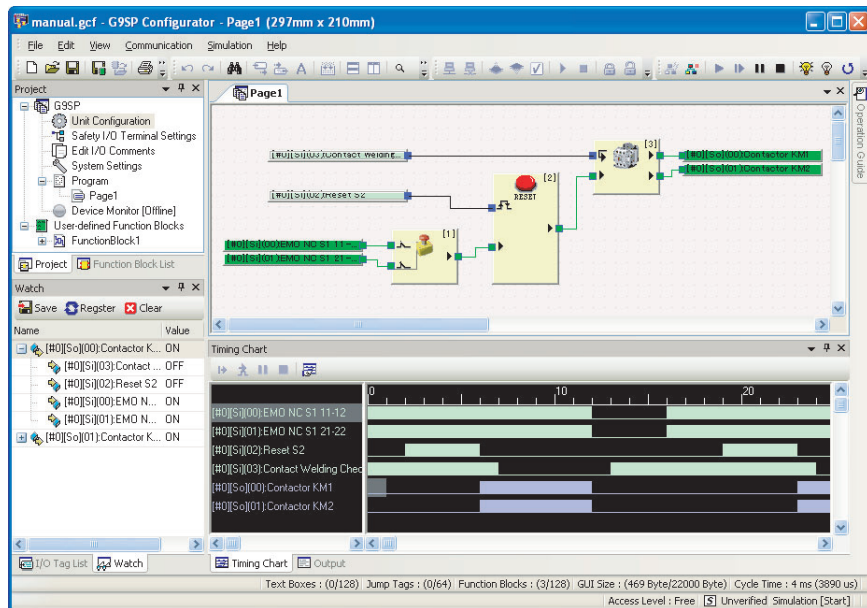 manual.gcf - G9SP Configurator - Page1 (297mm x 210mm)
File Edit View Communication Simulation Help
Project
G9SP
Unit Configuration
Safety I/O Terminal Settings
Edit I/O Comments
System Settings
Program
Page1
Device Monitor [Offline]
User-defined Function Blocks
FunctionBlock1
Project Function Block List
Page1
[#0][Si](03):Contact Welding...
[#0][Si](02):Reset S2
[#0][Si](00):EMO NC S1 11-...
[#0][Si](01):EMO NC S1 21-...
[1]
[2]
RESET
[3]
[#0][So](00):Contactor KM1
[#0][So](01):Contactor KM2
Operation Guide
Watch
Save Regster Clear
Name Value
[#0][So](00):Contactor K... ON
[#0][Si](03):Contact ... OFF
[#0][Si](02):Reset S2 OFF
[#0][Si](00):EMO N... ON
[#0][Si](01):EMO N... ON
[#0][So](01):Contactor K... ON
I/O Tag List Watch
Timing Chart
0 10 20
[#0][Si](00):EMO NC S1 11-12
[#0][Si](01):EMO NC S1 21-22
[#0][Si](02):Reset S2
[#0][Si](03):Contact Welding Chec
[#0][So](00):Contactor KM1
[#0][So](01):Contactor KM2
Timing Chart Output
Text Boxes : (0/128) Jump Tags : (0/64) Function Blocks : (3/128) GUI Size : (469 Byte/22000 Byte) Cycle Time : 4 ms (3890 us)
Access Level : Free S Unverified Simulation [Start]